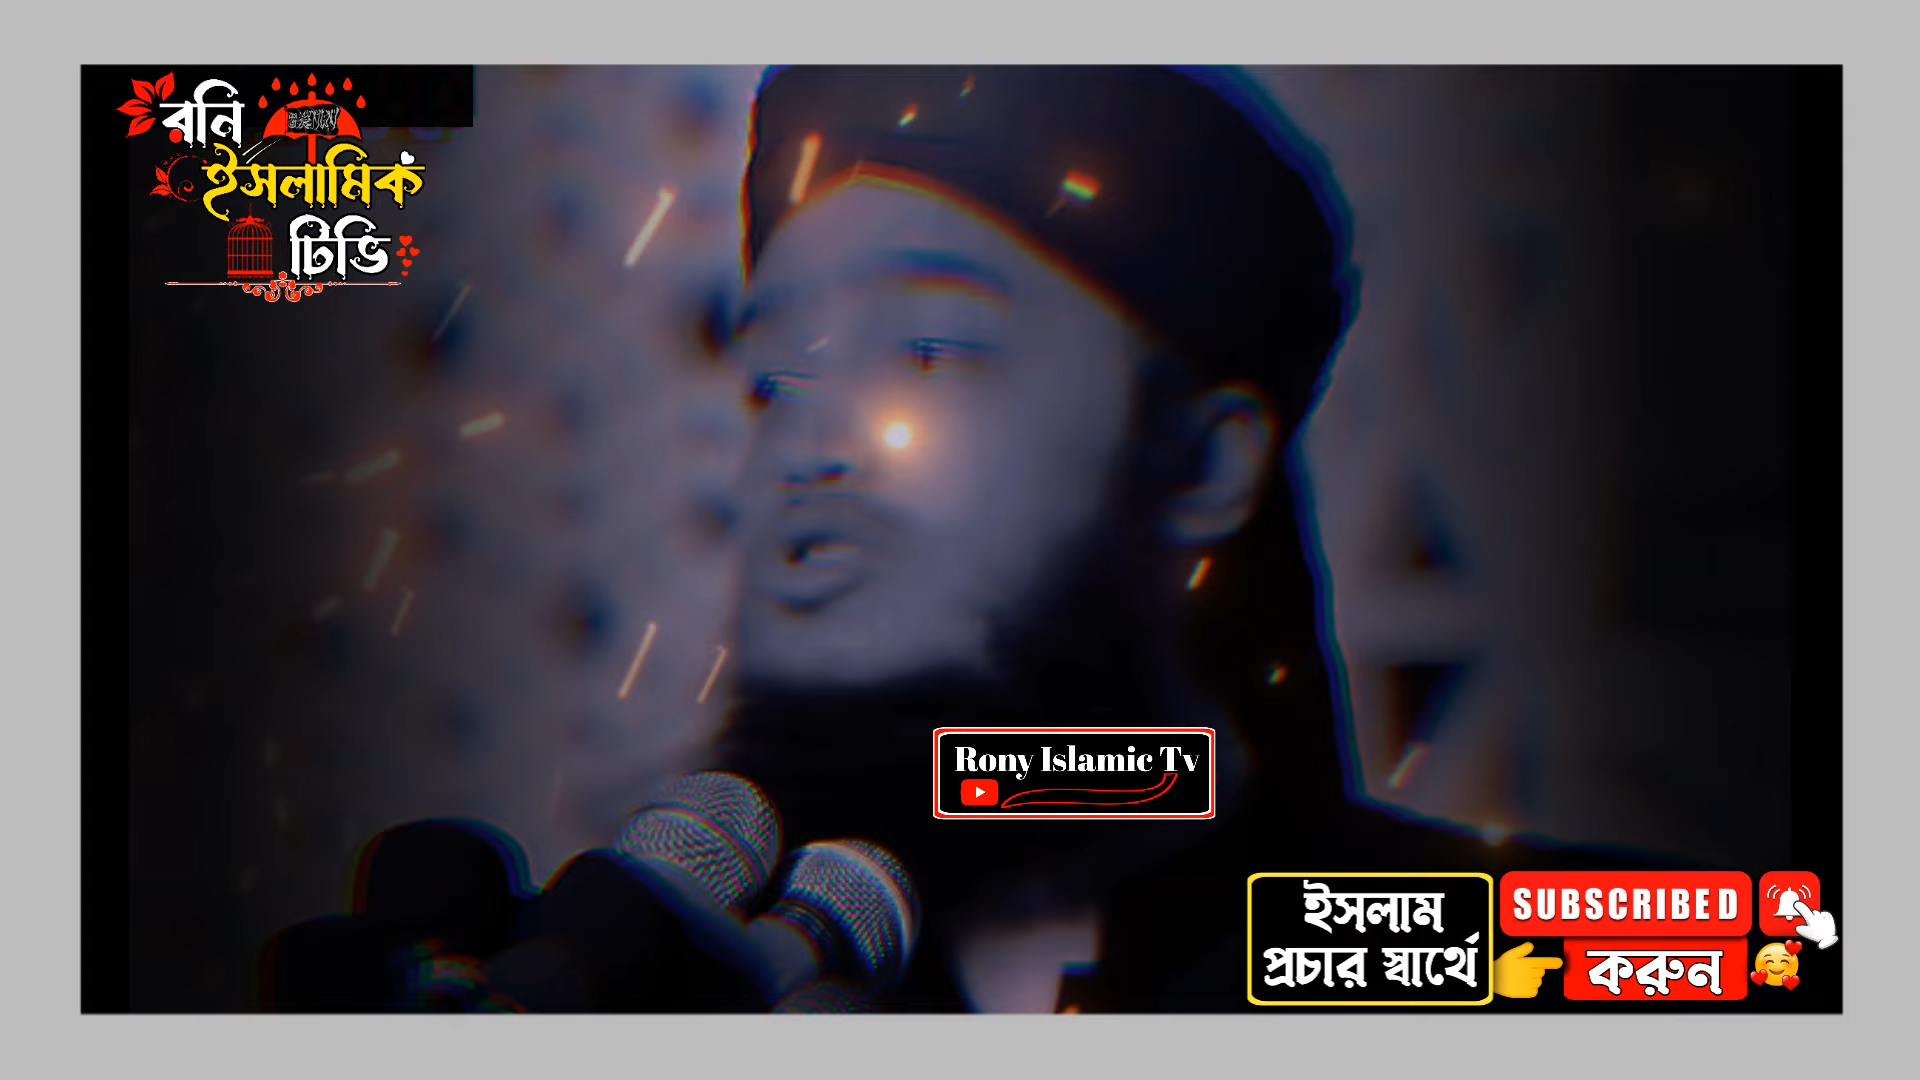 রনি
ইসলামিক
টিভি
Rony Islamic Tv
ইসলাম
প্রচার স্বার্থে
SUBSCRIBED
করুন